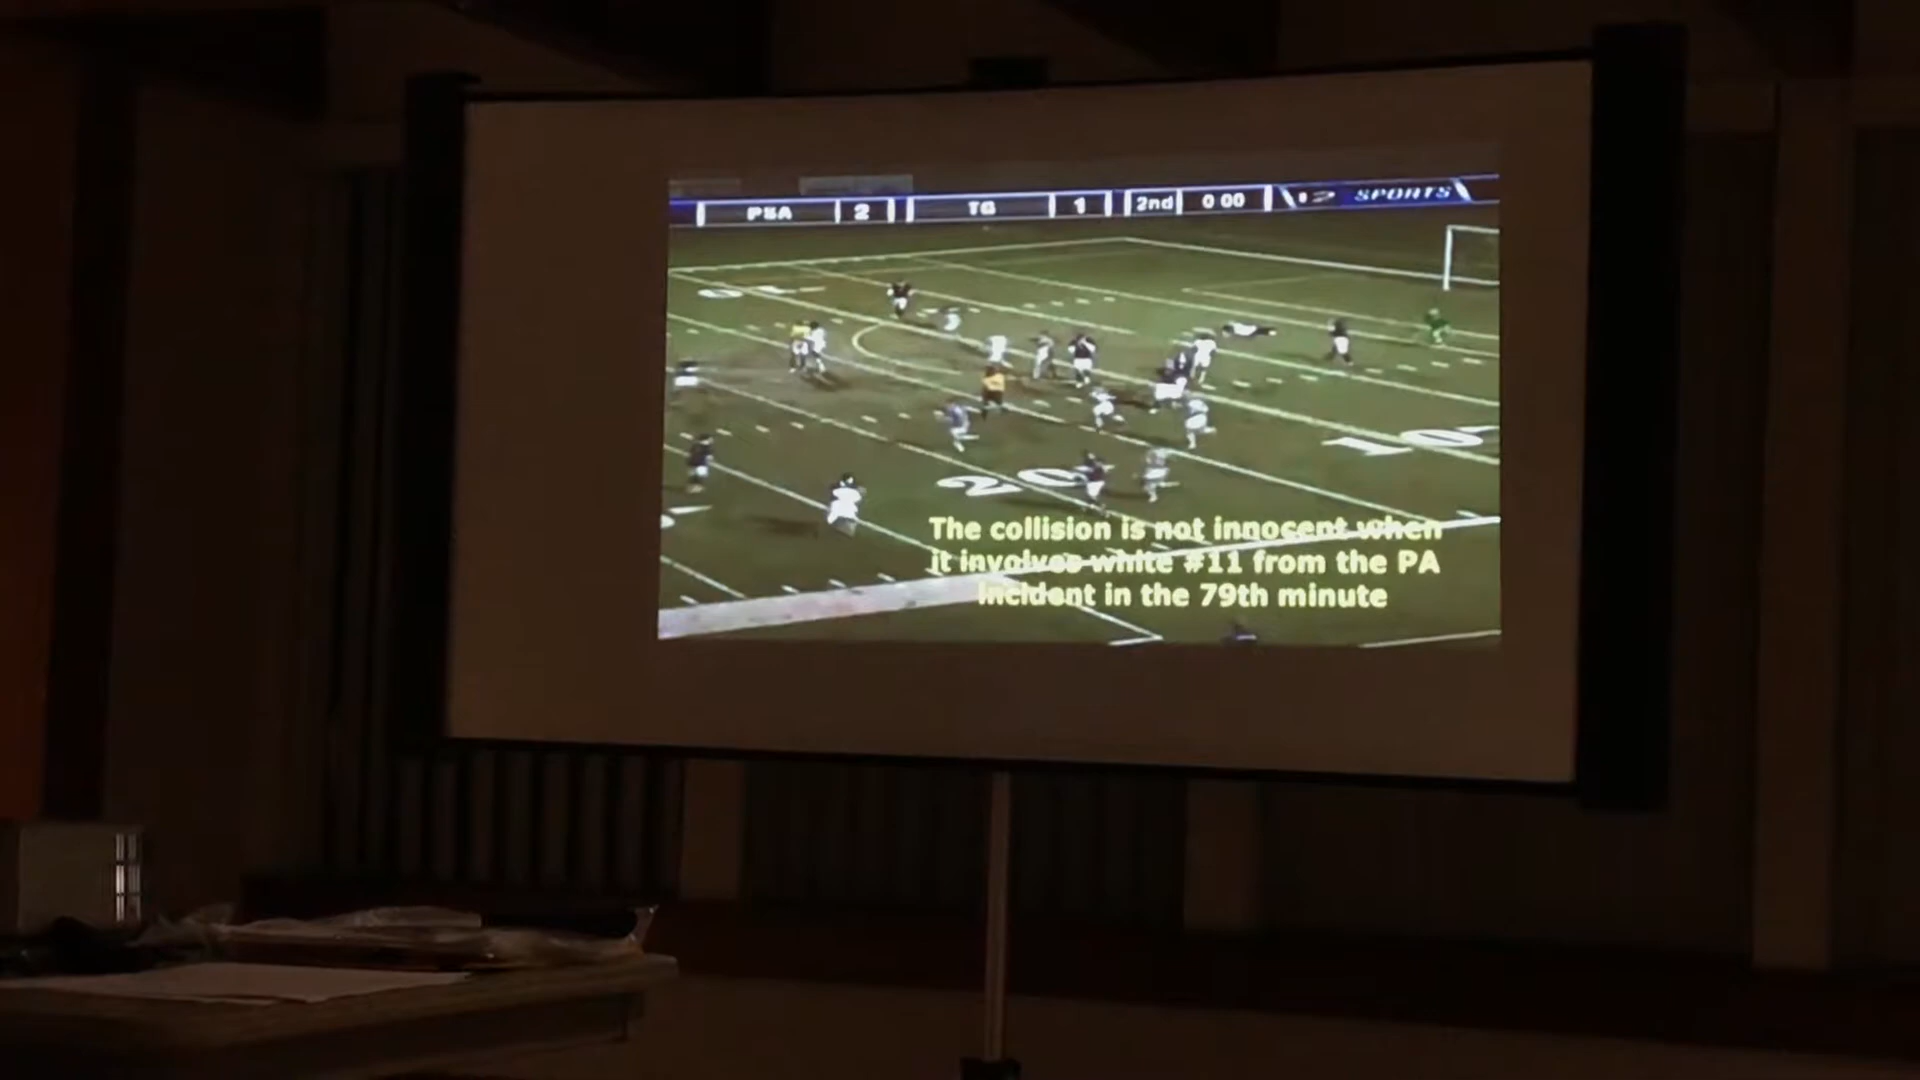 PSA 2 TG 1 2nd 0 00 SPORTS
10
20
The collision is not innocent when
it involves white #11 from the PA
incident in the 79th minute